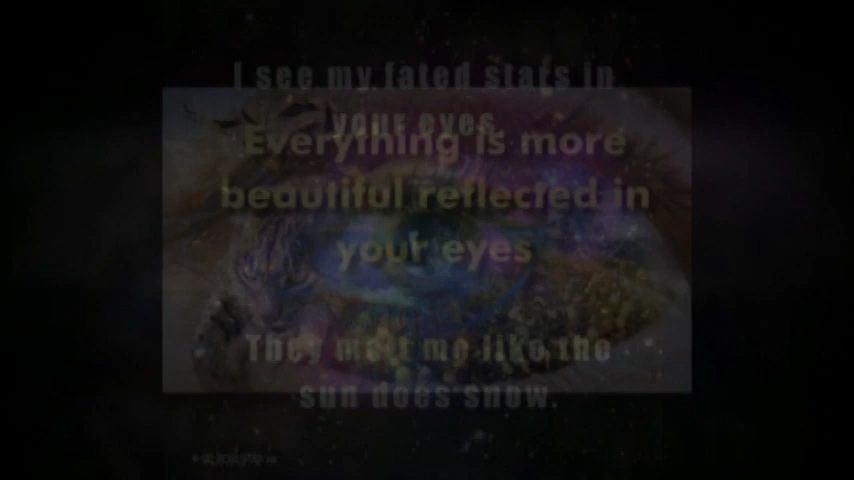 I see my fated stars in
your eyes
Everything is more
beautiful reflected in
your eyes
They melt me like the
sun does snow.